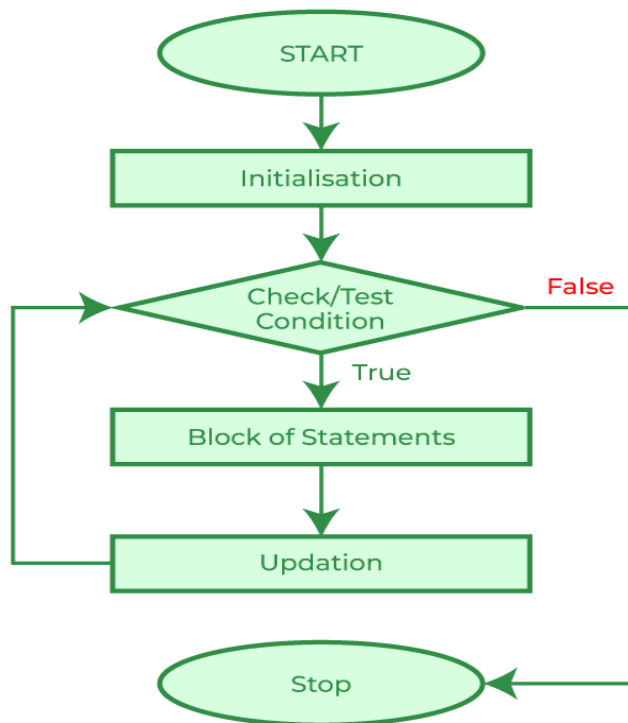 START
Initialisation
Check/Test
Condition
False
True
Block of Statements
Updation
Stop